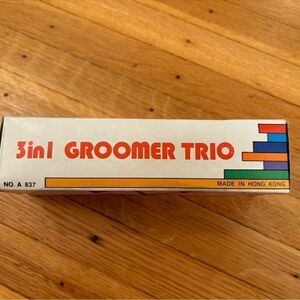 3in1 GROOMER TRIO
NO. A 837
MADE IN HONG KONG